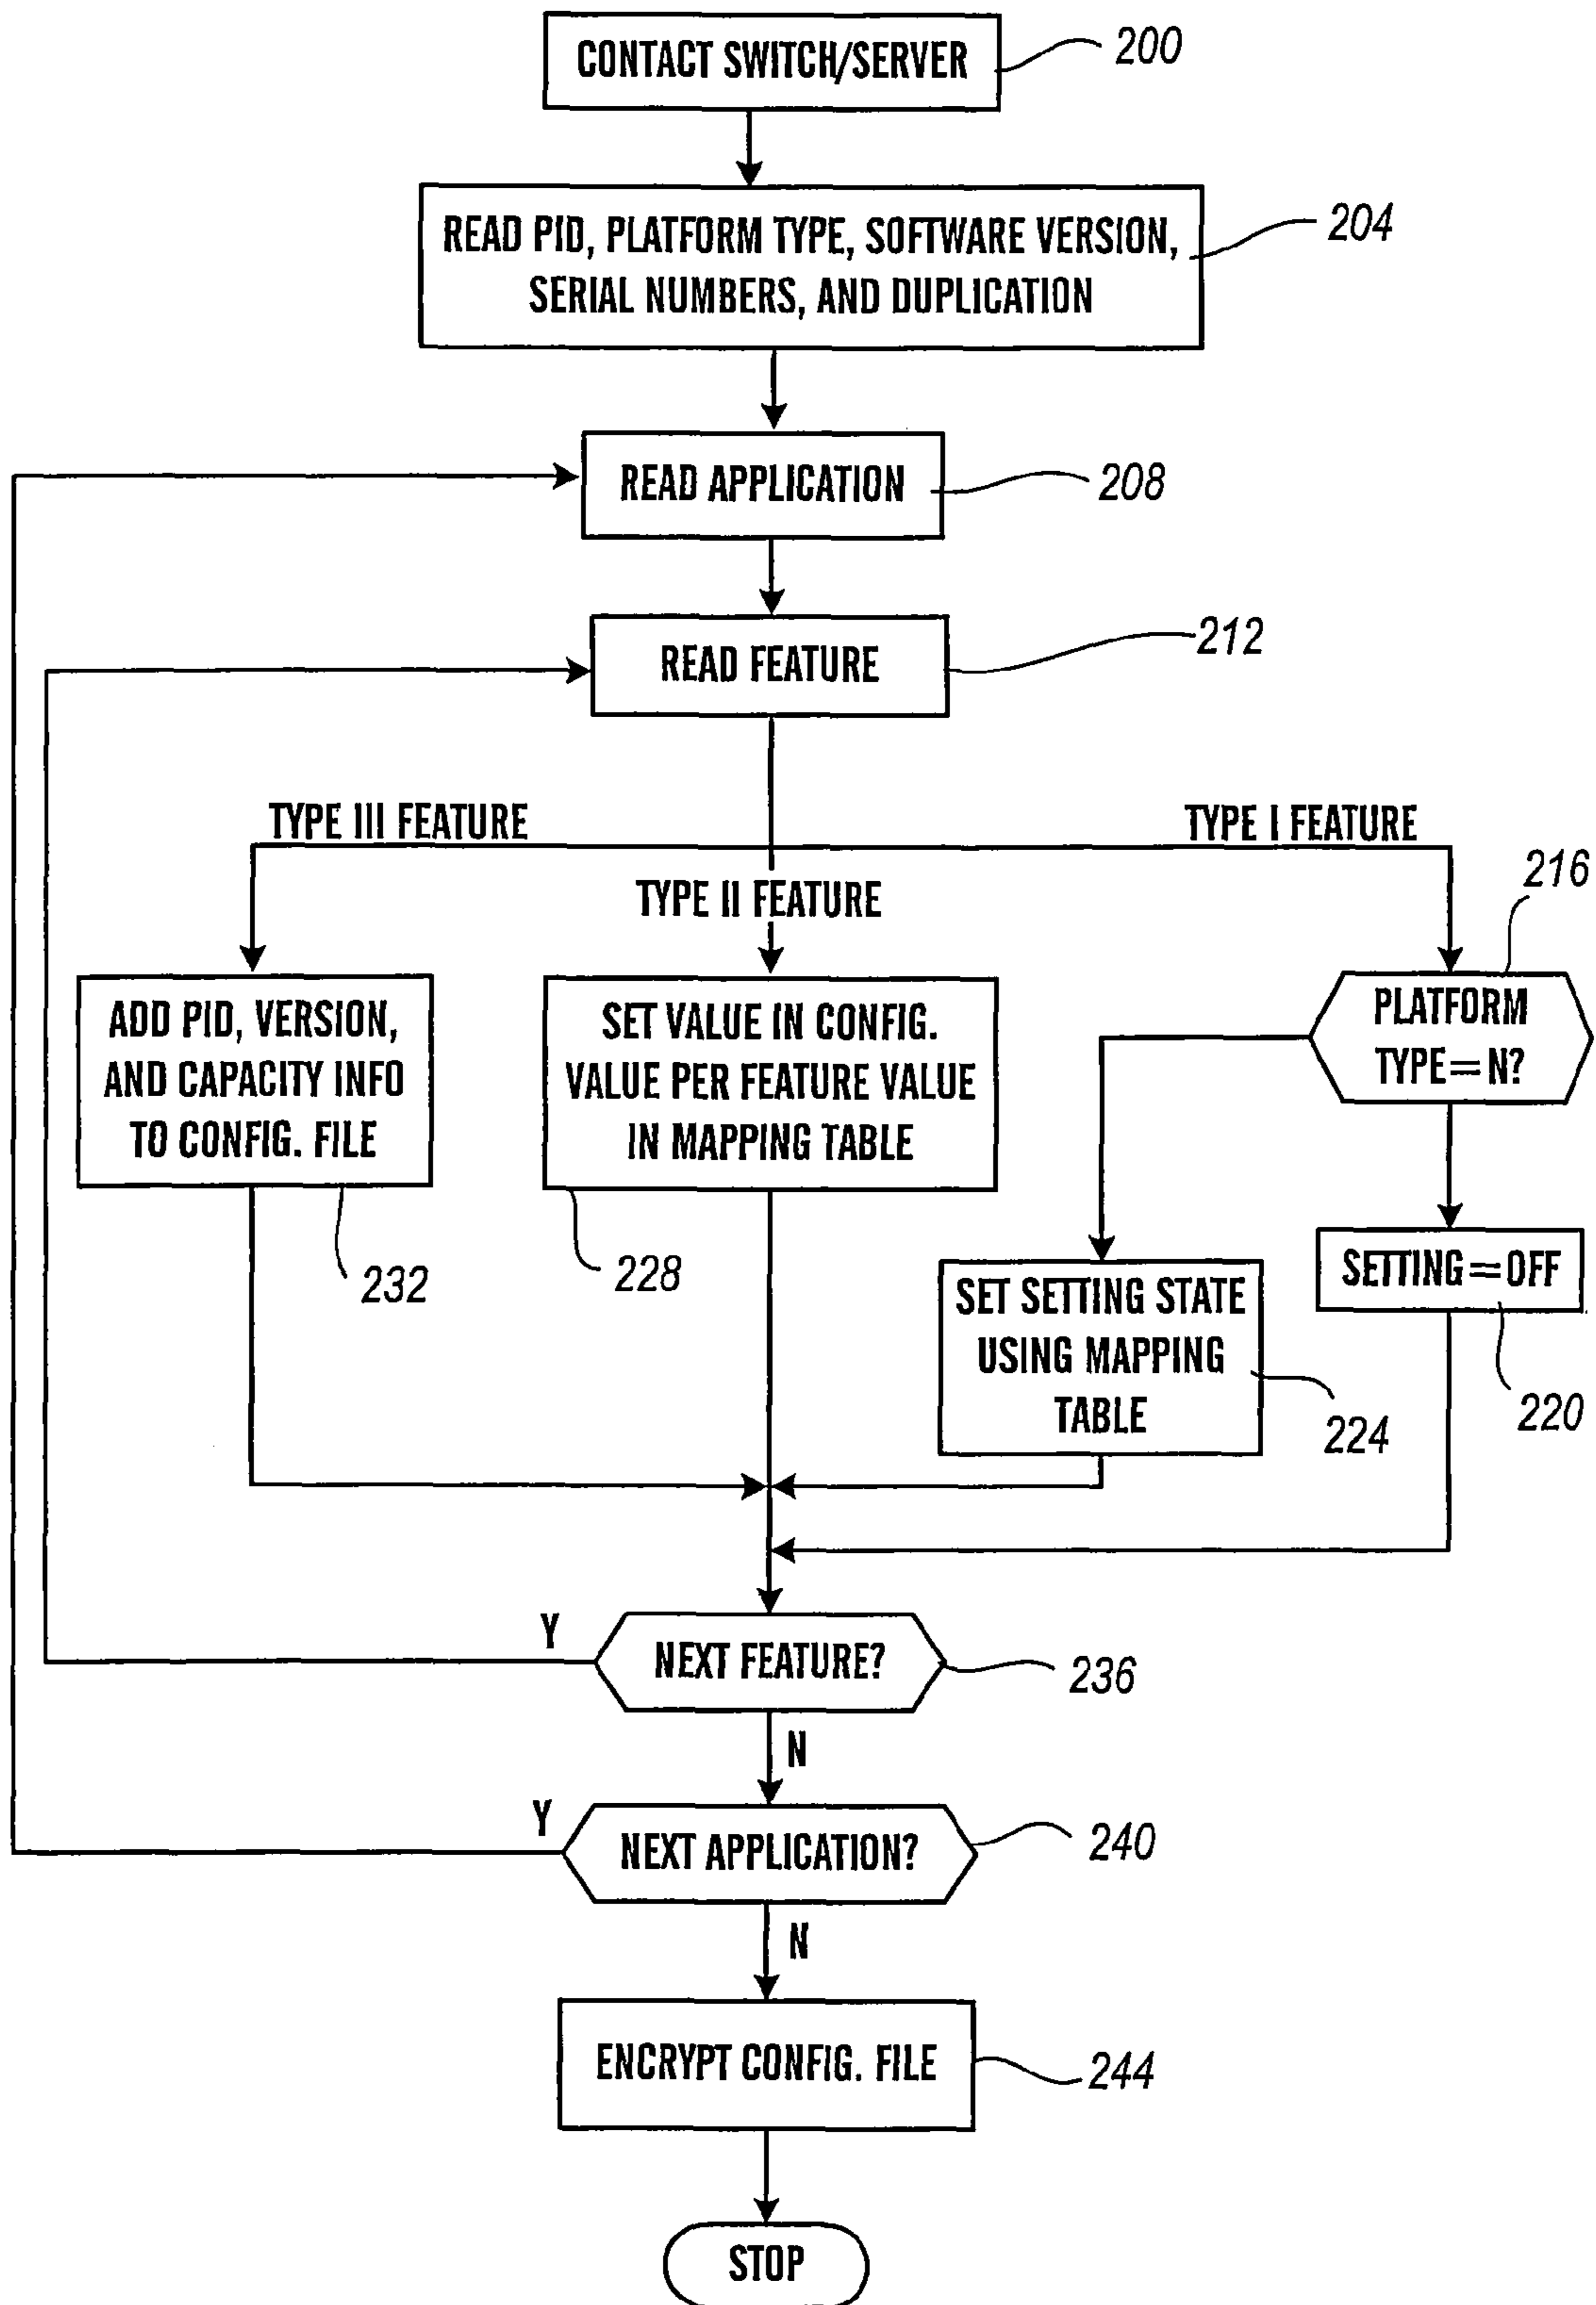 CONTACT SWITCH/SERVER
200
READ PID, PLATFORM TYPE, SOFTWARE VERSION,
SERIAL NUMBERS, AND DUPLICATION
204
READ APPLICATION
208
READ FEATURE
212
TYPE III FEATURE
TYPE II FEATURE
TYPE I FEATURE
216
PLATFORM
TYPE=N?
ADD PID, VERSION,
AND CAPACITY INFO
TO CONFIG. FILE
232
SET VALUE IN CONFIG.
VALUE PER FEATURE VALUE
IN MAPPING TABLE
228
SET SETTING STATE
USING MAPPING
TABLE
224
SETTING=OFF
220
NEXT FEATURE?
Y
236
N
NEXT APPLICATION?
Y
240
N
ENCRYPT CONFIG. FILE
244
STOP